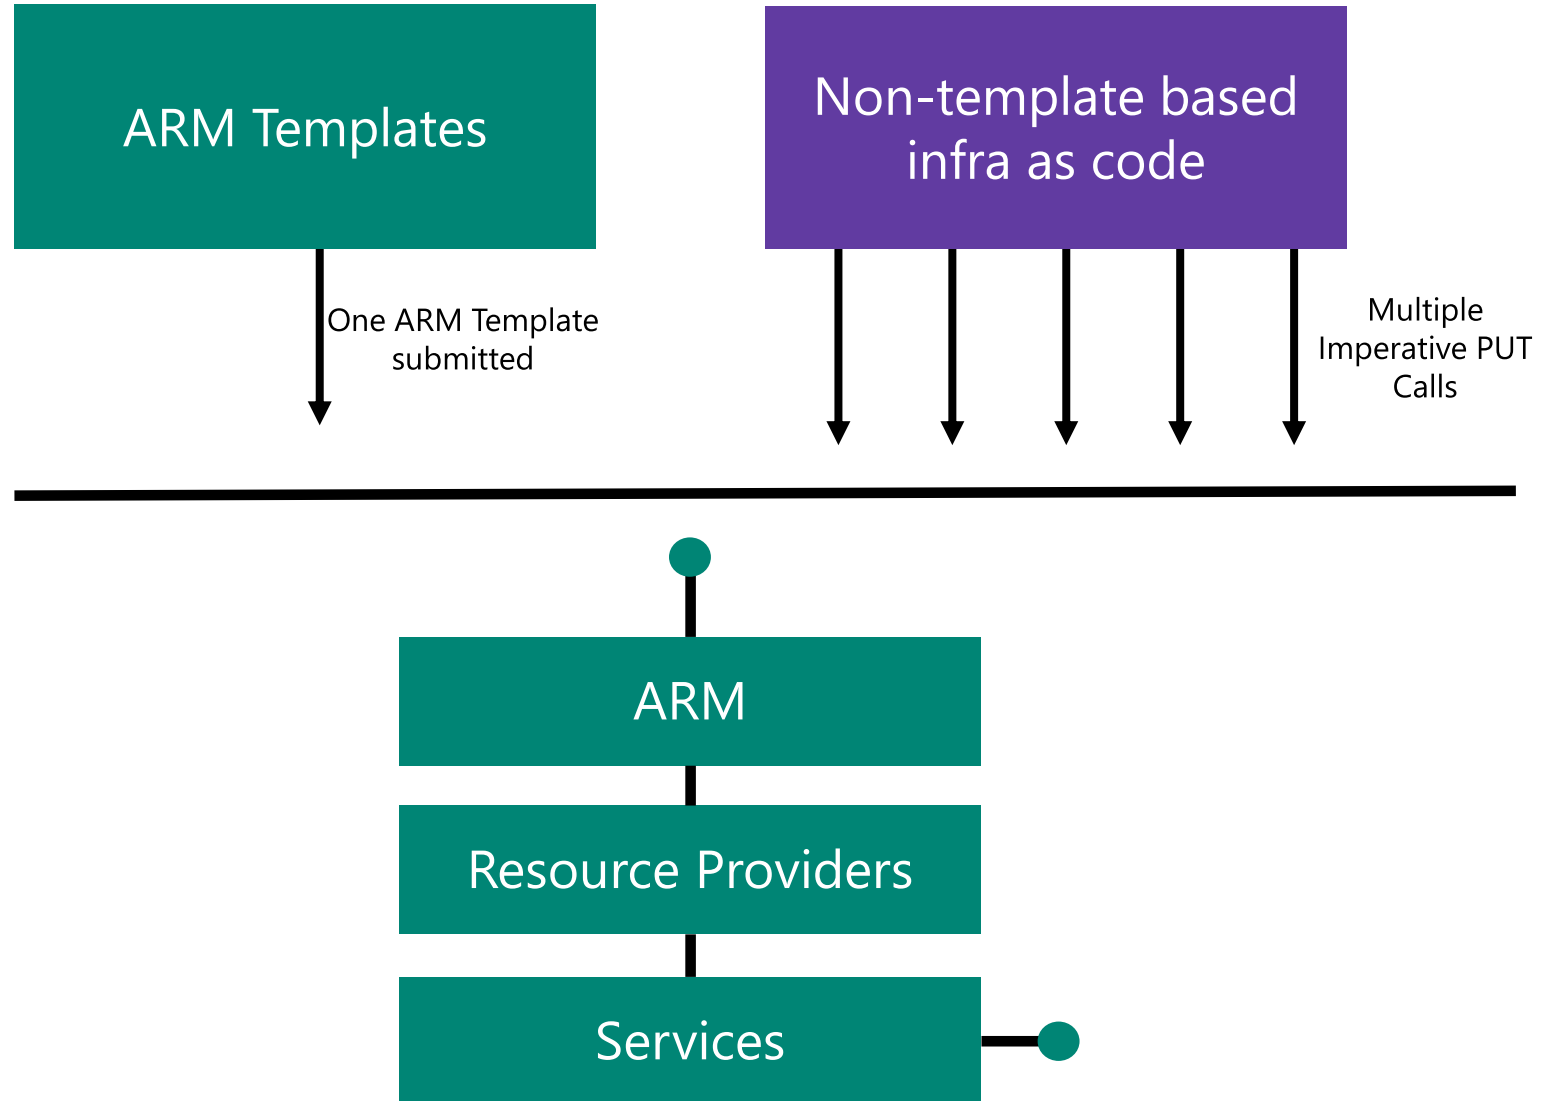 ARM Templates
Non-template based
infra as code
One ARM Template
submitted
Multiple
Imperative PUT
Calls
ARM
Resource Providers
Services